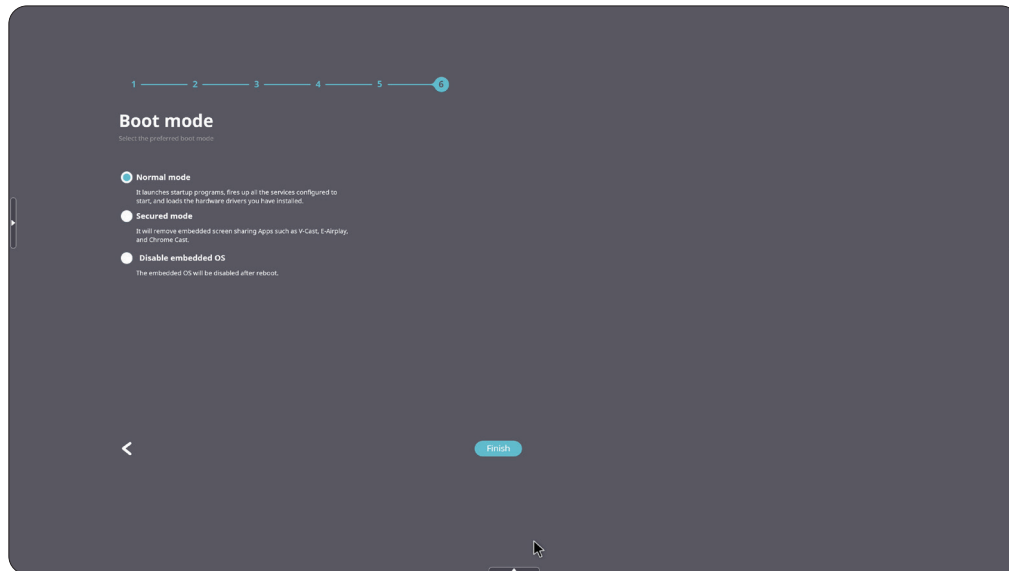 1 2 3 4 5 6
Boot mode
Select the preferred boot mode
Normal mode
It launches startup programs, fires up all the services configured to
start, and loads the hardware drivers you have installed.
Secured mode
It will remove embedded screen sharing Apps such as V-Cast, E-Airplay,
and Chrome Cast.
Disable embedded OS
The embedded OS will be disabled after reboot.
Finish